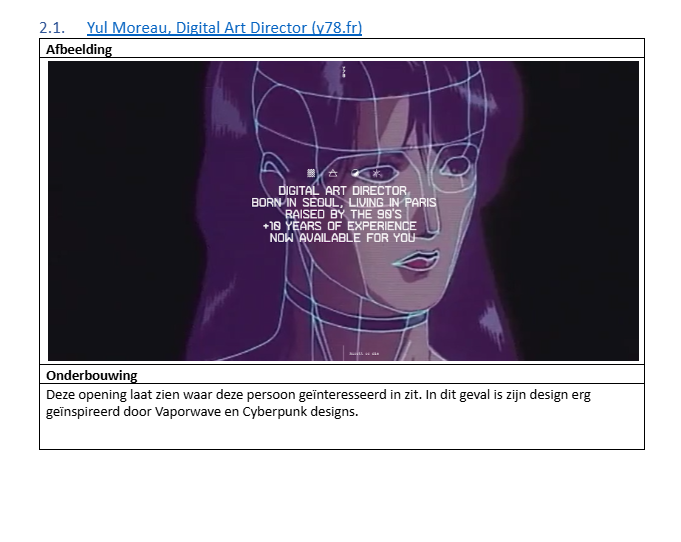 2.1. Yul Moreau, Digital Art Director (y78.fr)
Afbeelding
DIGITAL ART DIRECTOR,
BORN IN SEOUL, LIVING IN PARIS
RAISED BY THE 90'S
+10 YEARS OF EXPERIENCE
NOW AVAILABLE FOR YOU
Onderbouwing
Deze opening laat zien waar deze persoon geïnteresseerd in zit. In dit geval is zijn design erg
geïnspireerd door Vaporwave en Cyberpunk designs.